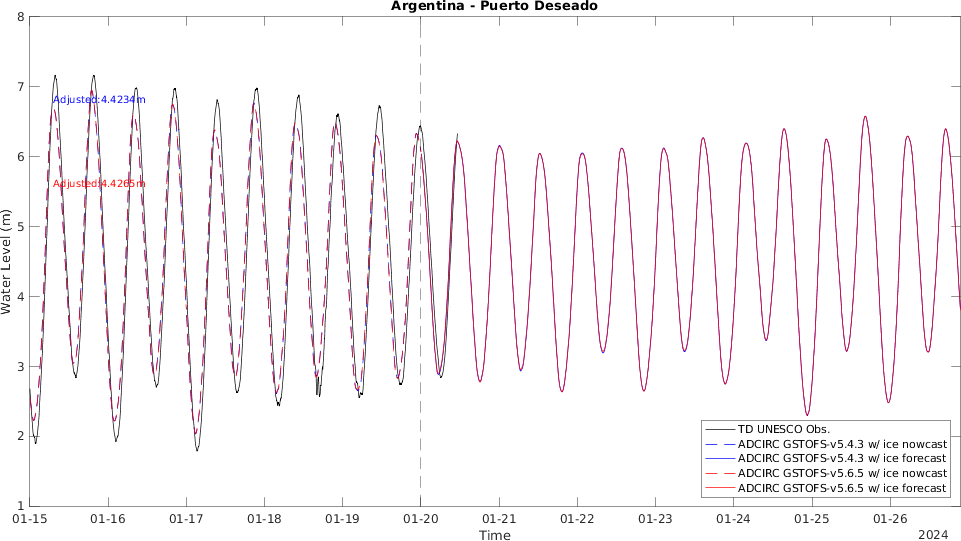 Argentina - Puerto Deseado
8
7
6
5
4
3
2
1
Water Level (m)
Adjusted:4.4234m
Adjusted:4.4265m
TD UNESCO Obs.
ADCIRC GSTOFS-v5.4.3 w/ ice nowcast
ADCIRC GSTOFS-v5.4.3 w/ ice forecast
ADCIRC GSTOFS-v5.6.5 w/ ice nowcast
ADCIRC GSTOFS-v5.6.5 w/ ice forecast
01-15 01-16 01-17 01-18 01-19 01-20 01-21 01-22 01-23 01-24 01-25 01-26
Time
2024